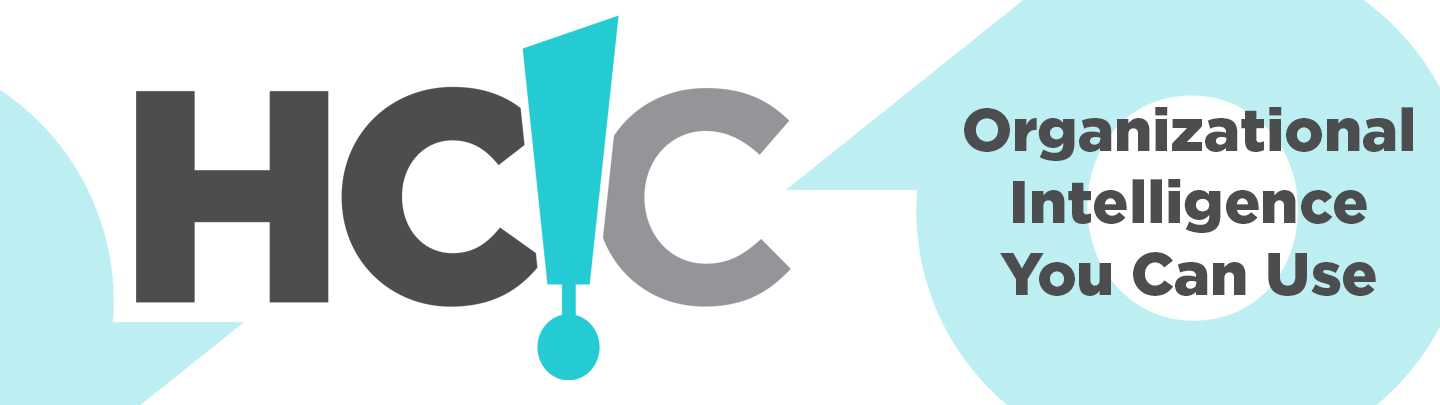 HC!C
Organizational
Intelligence
You Can Use